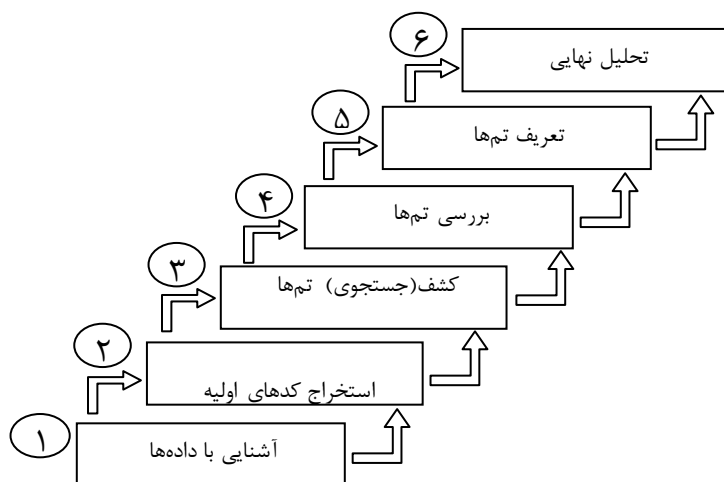 ۶
تحلیل نهایی
۵
تعریف تم‌ها
۴
بررسی تم‌ها
۳
کشف(جستجوی) تم‌ها
۲
استخراج کدهای اولیه
۱
آشنایی با داده‌ها